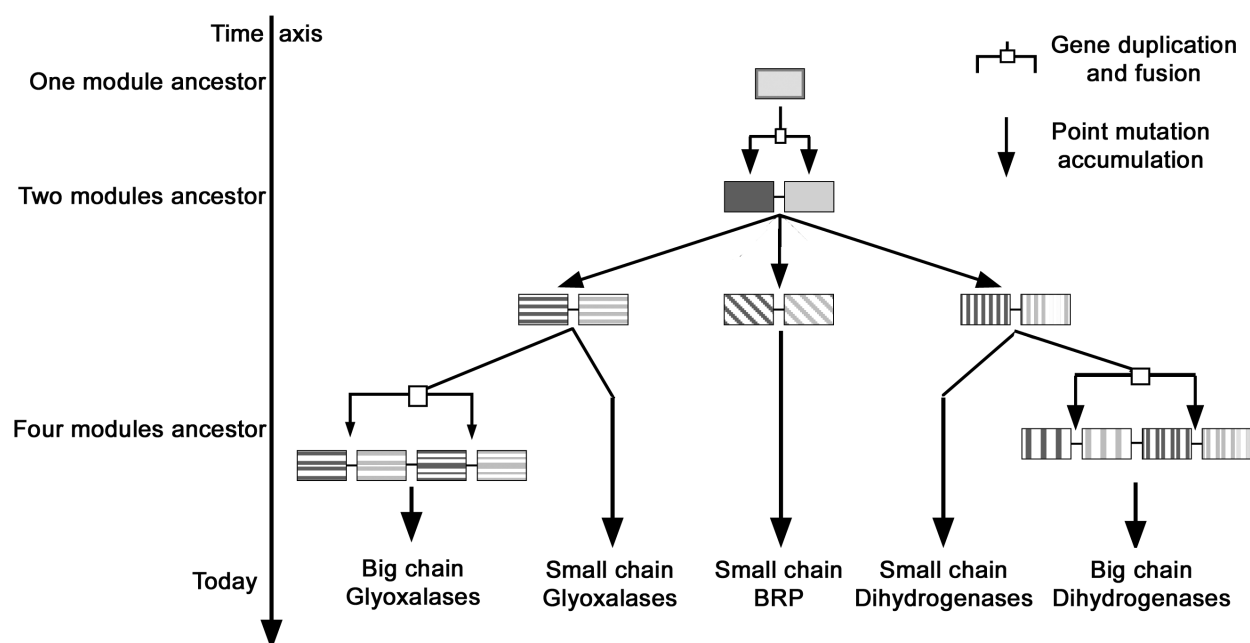 Time axis
One module ancestor
Gene duplication
and fusion
Point mutation
accumulation
Two modules ancestor
Four modules ancestor
Today
Big chain
Glyoxalases
Small chain
Glyoxalases
Small chain
BRP
Small chain
Dihydrogenases
Big chain
Dihydrogenases